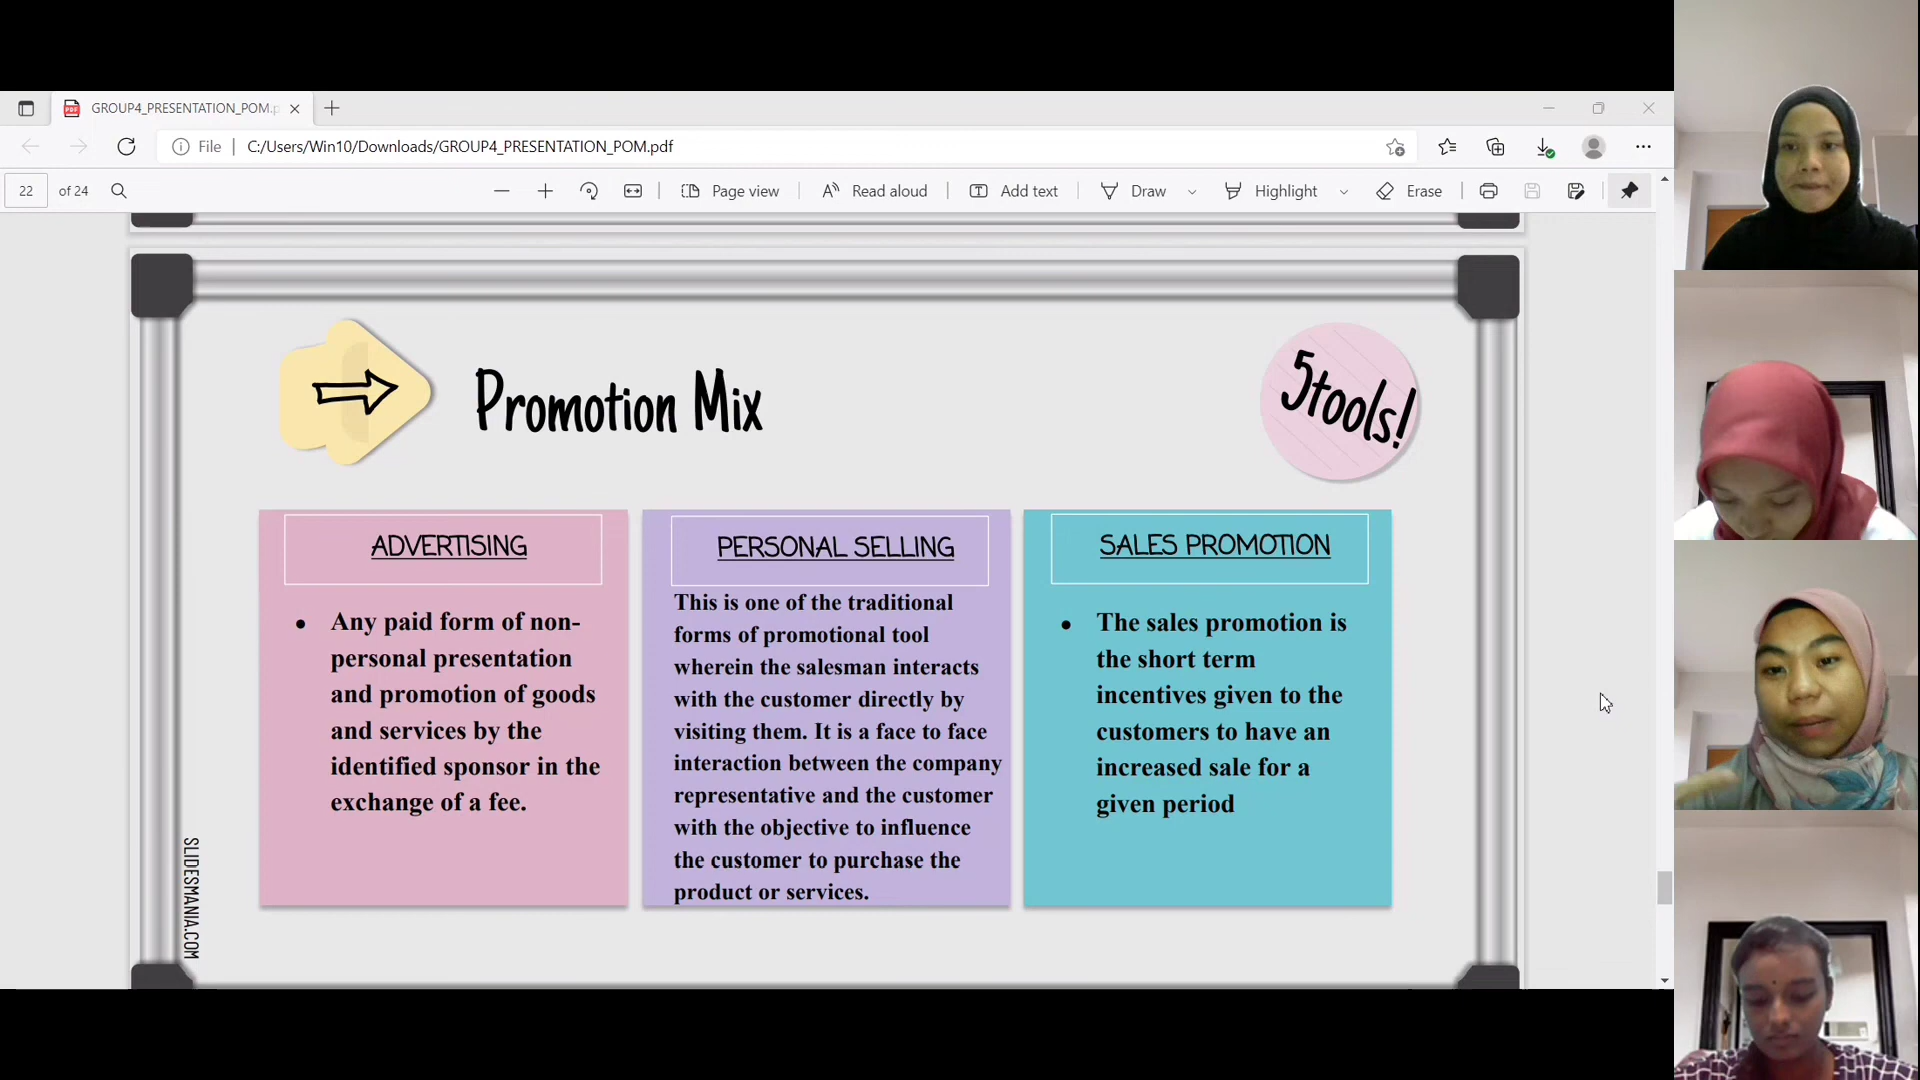 GROUP4_PRESENTATION_POM.p
File
C:/Users/Win10/Downloads/GROUP4_PRESENTATION_POM.pdf
22 of 24
Page view
Read aloud
Add text
Draw
Highlight
Erase
Promotion Mix
5tools!
ADVERTISING
• Any paid form of non-
personal presentation
and promotion of goods
and services by the
identified sponsor in the
exchange of a fee.
PERSONAL SELLING
This is one of the traditional
forms of promotional tool
wherein the salesman interacts
with the customer directly by
visiting them. It is a face to face
interaction between the company
representative and the customer
with the objective to influence
the customer to purchase the
product or services.
SALES PROMOTION
• The sales promotion is
the short term
incentives given to the
customers to have an
increased sale for a
given period
SLIDESMANIA.COM